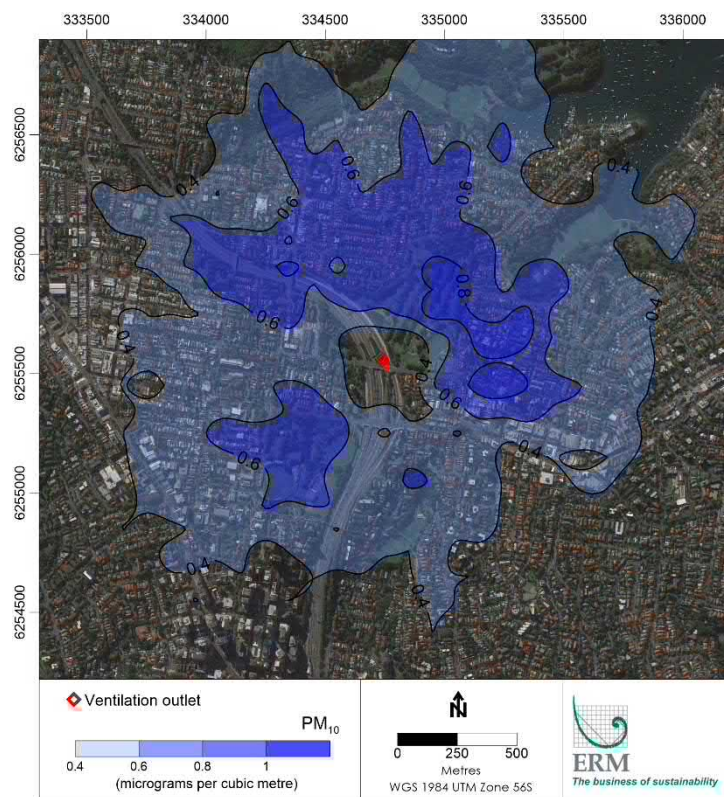 333500 334000 334500 335000 335500 336000
6256500
6256000
6255500
6255000
6254500
0.4
0.6
0.6
0.6
0.4
0.6
0.8
0.6
0.4
0.4
0.4
0.6
0.6
0.4
0.4
0.4
Ventilation outlet
PM10
0.4 0.6 0.8 1
(micrograms per cubic metre)
N
0 250 500
Metres
WGS 1984 UTM Zone 56S
ERM
The business of sustainability